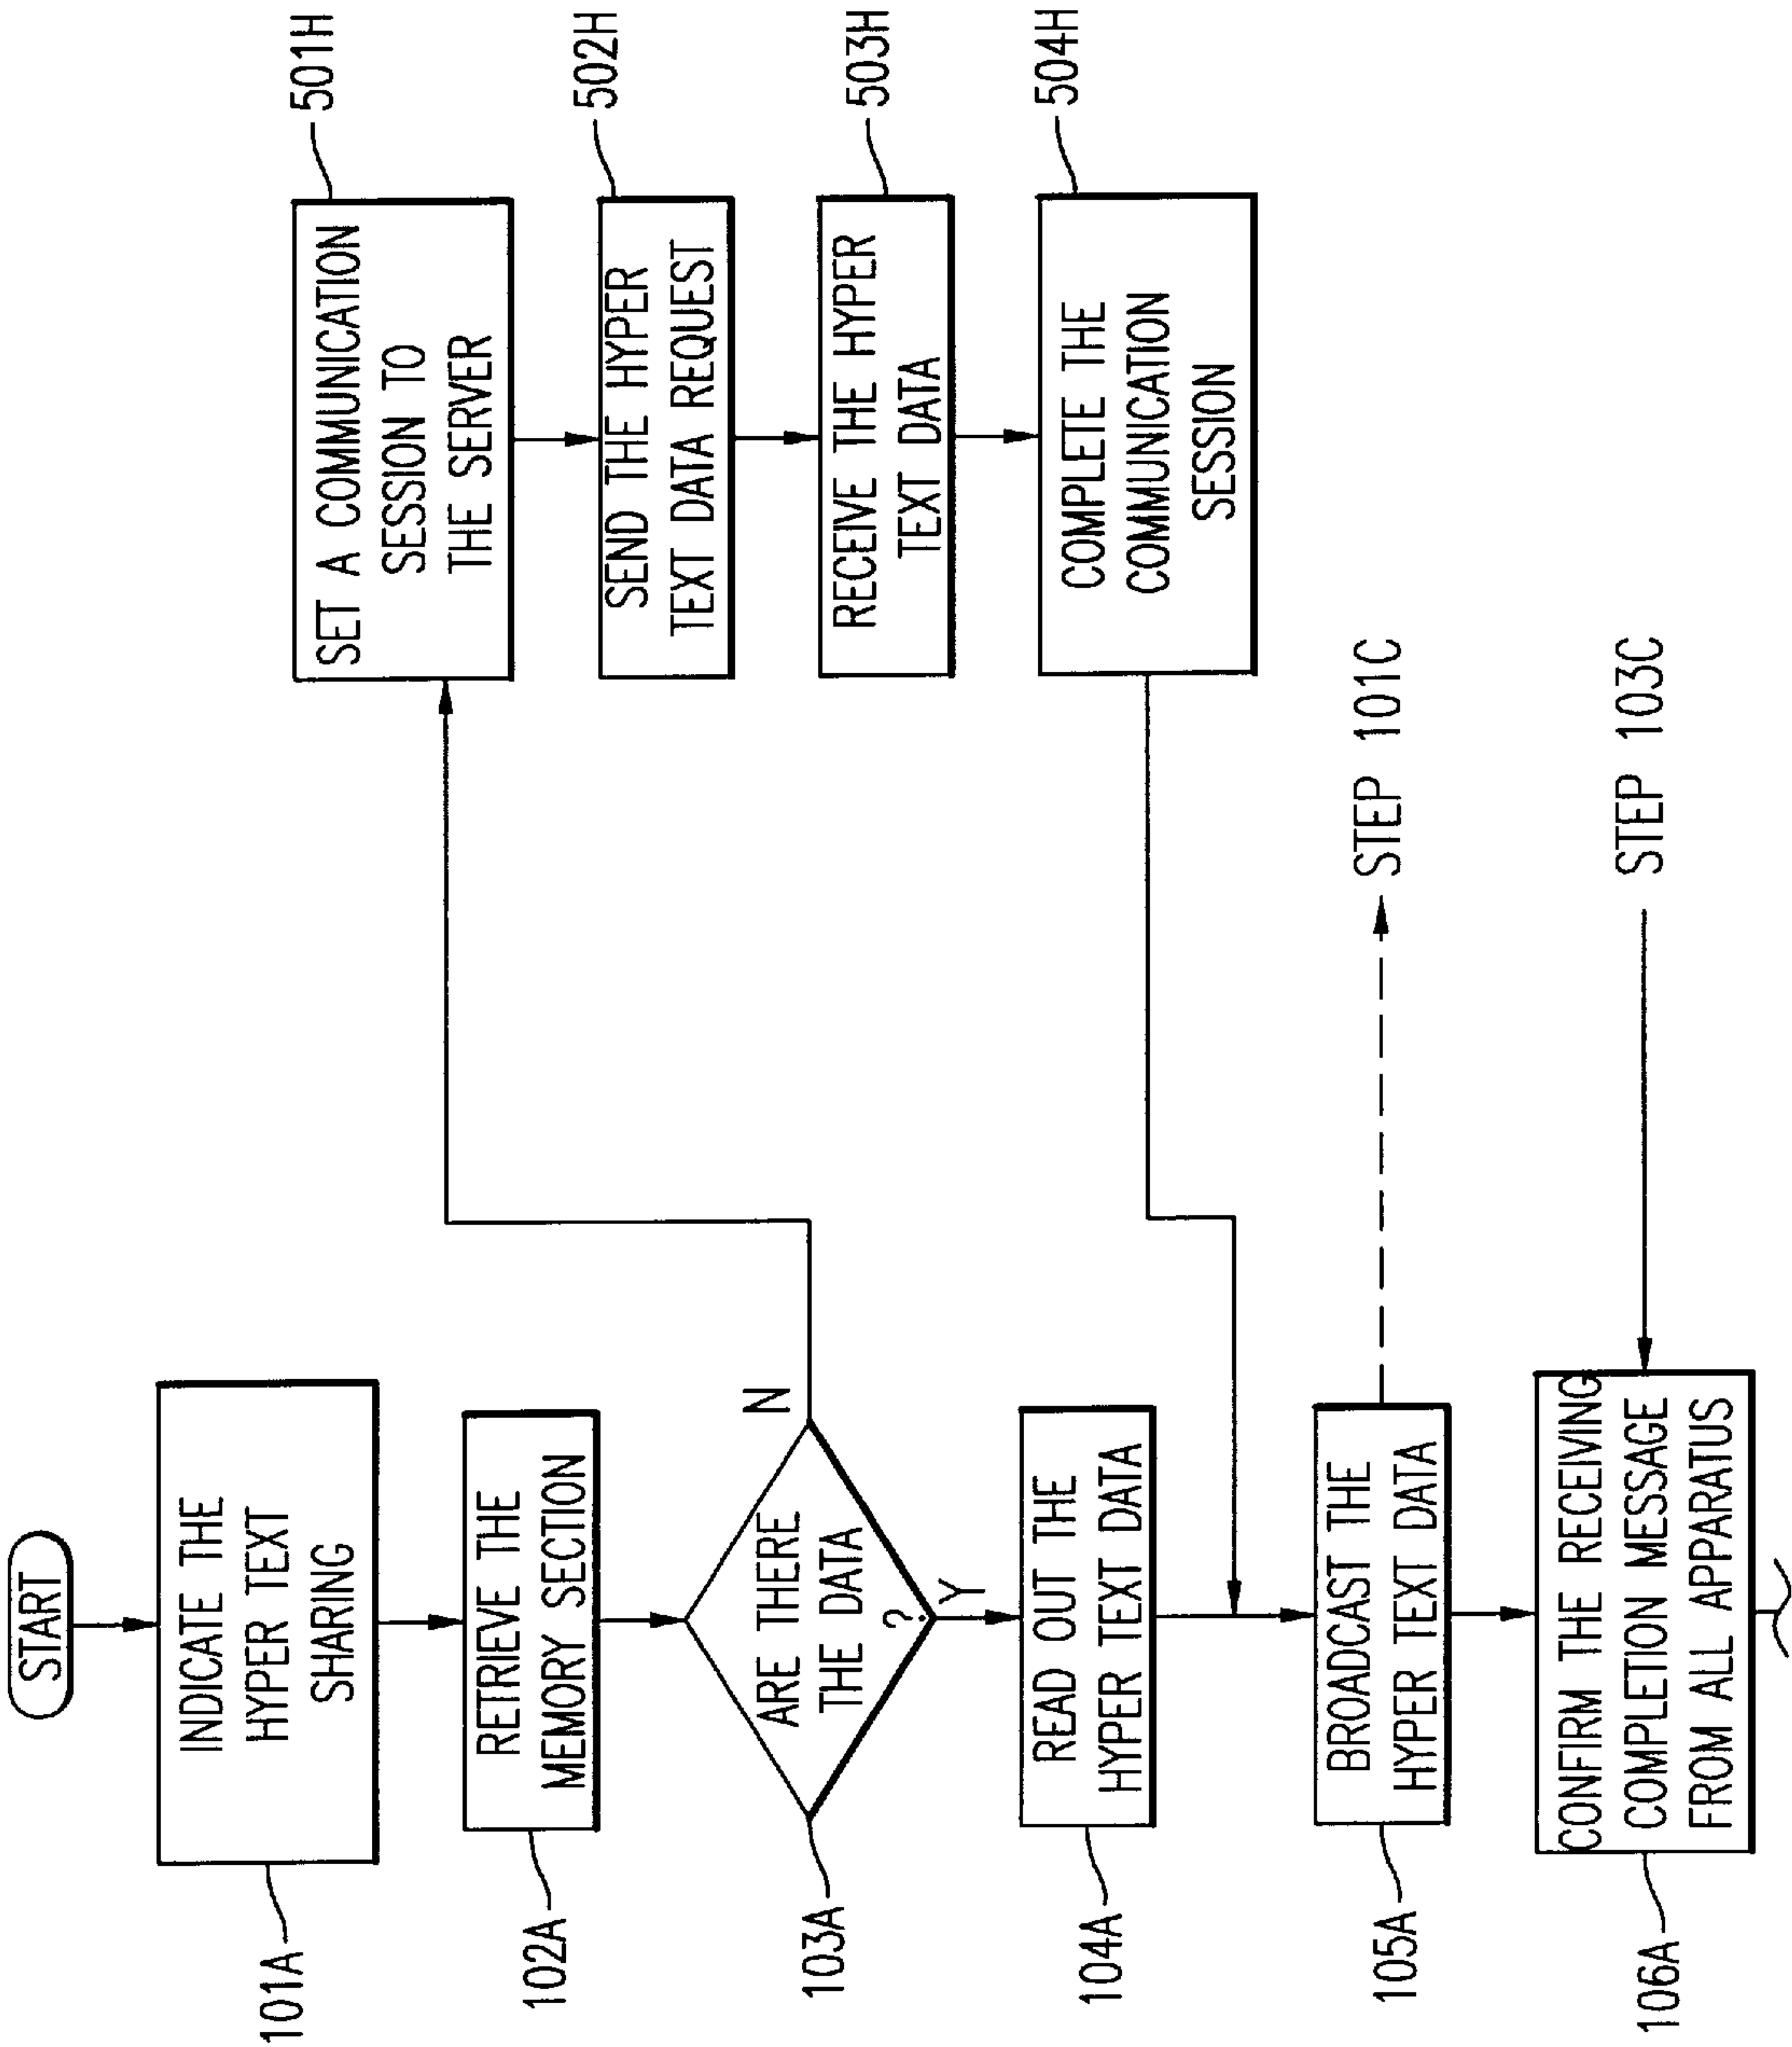 START
INDICATE THE
HYPER TEXT
SHARING
101A
RETRIEVE THE
MEMORY SECTION
102A
ARE THERE
THE DATA
?
103A
N
Y
READ OUT THE
HYPER TEXT DATA
104A
BROADCAST THE
HYPER TEXT DATA
105A
STEP 101C
CONFIRM THE RECEIVING
COMPLETION MESSAGE
FROM ALL APPARATUS
106A
STEP 103C
SET A COMMUNICATION
SESSION TO
THE SERVER
501H
SEND THE HYPER
TEXT DATA REQUEST
502H
RECEIVE THE HYPER
TEXT DATA
503H
COMPLETE THE
COMMUNICATION
SESSION
504H